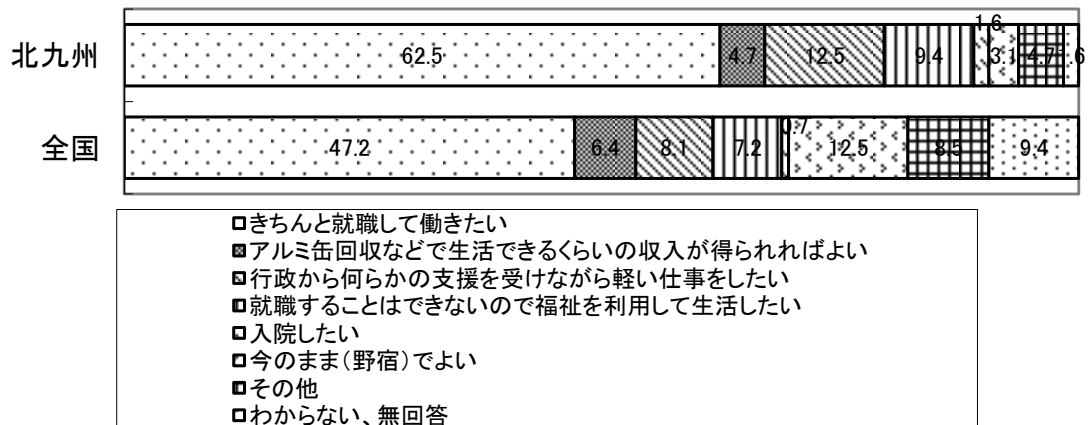 1.6
北九州 62.5 4.7 12.5 9.4 3.1 4.7 1.6
0.7
全国 47.2 6.4 8.1 7.2 12.5 8.5 9.4
きちんと就職して働きたい
アルミ缶回収などで生活できるくらいの収入が得られればよい
行政から何らかの支援を受けながら軽い仕事をしたい
就職することはできないので福祉を利用して生活したい
入院したい
今のまま(野宿)でよい
その他
わからない、無回答